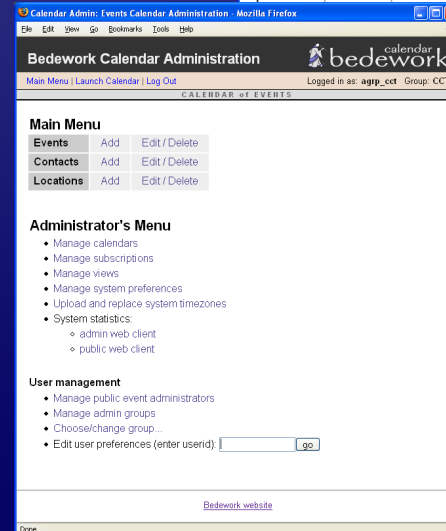 Calendar Admin: Events Calendar Administration - Mozilla Firefox
File Edit View Go Bookmarks Tools Help
Bedework Calendar Administration
calendar
bedework
Main Menu | Launch Calendar | Log Out
Logged in as: agrp_cct Group: CCT
CALENDAR of EVENTS
Main Menu
Events Add Edit / Delete
Contacts Add Edit / Delete
Locations Add Edit / Delete
Administrator's Menu
• Manage calendars
• Manage subscriptions
• Manage views
• Manage system preferences
• Upload and replace system timezones
• System statistics:
○ admin web client
○ public web client
User management
• Manage public event administrators
• Manage admin groups
• Choose/change group...
• Edit user preferences (enter userid): go
Bedework website
Done